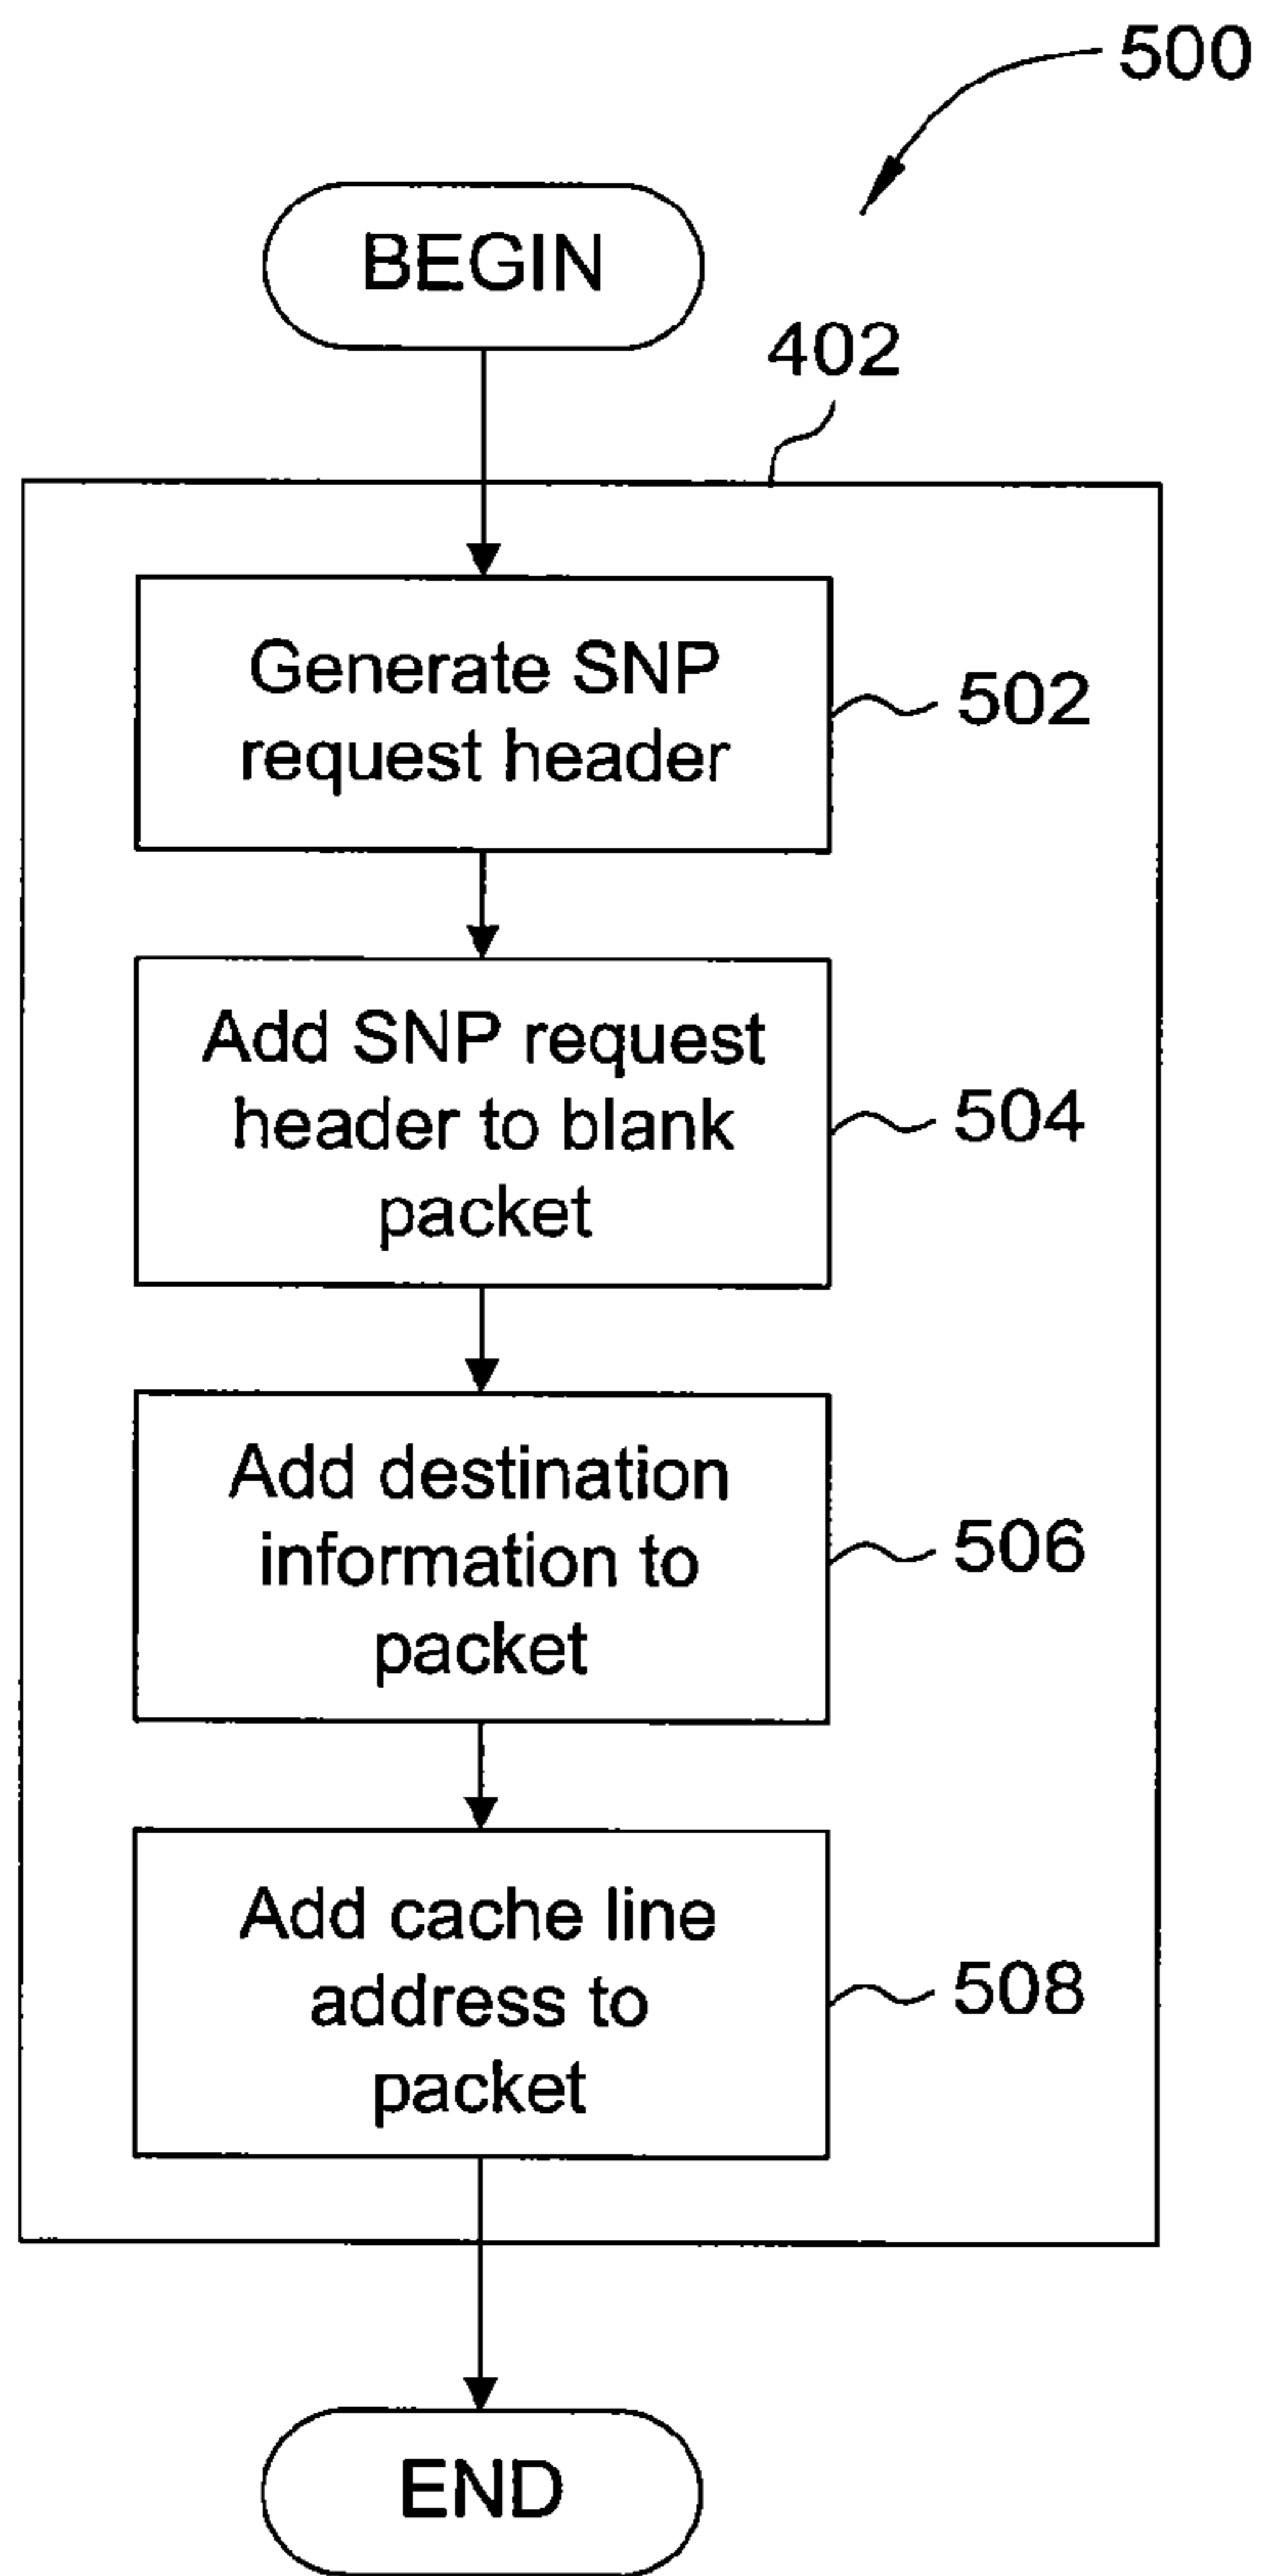 500
BEGIN
402
Generate SNP
request header
502
Add SNP request
header to blank
packet
504
Add destination
information to
packet
506
Add cache line
address to
packet
508
END